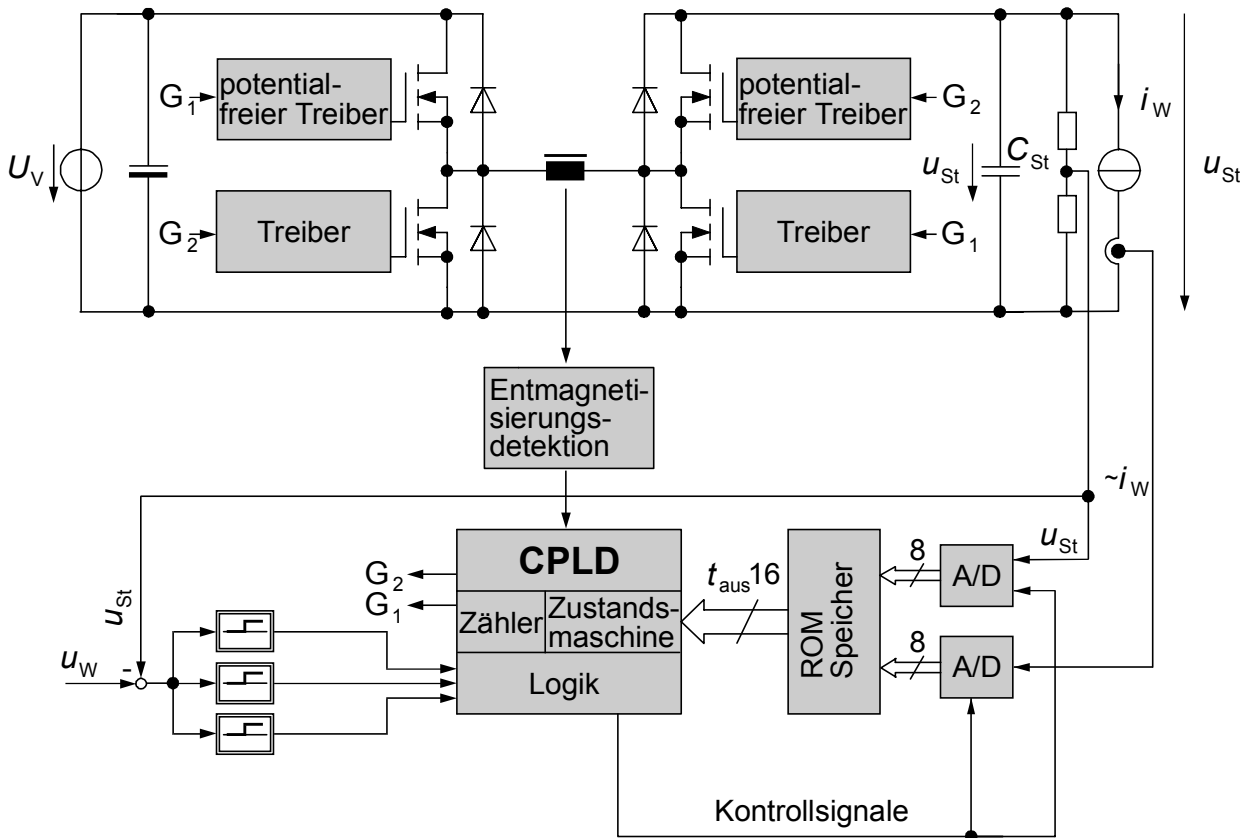 potential-
freier Treiber
G1
potential-
freier Treiber
G2
iW
UV
uSt
CSt
uSt
G2
Treiber
Treiber
G1
Entmagneti-
sierungs-
detektion
~iW
uSt
CPLD
G2
G1
Zähler
Zustands-
maschine
Logik
taus 16
ROM
Speicher
8
A/D
8
A/D
uSt
uW
-
Kontrollsignale